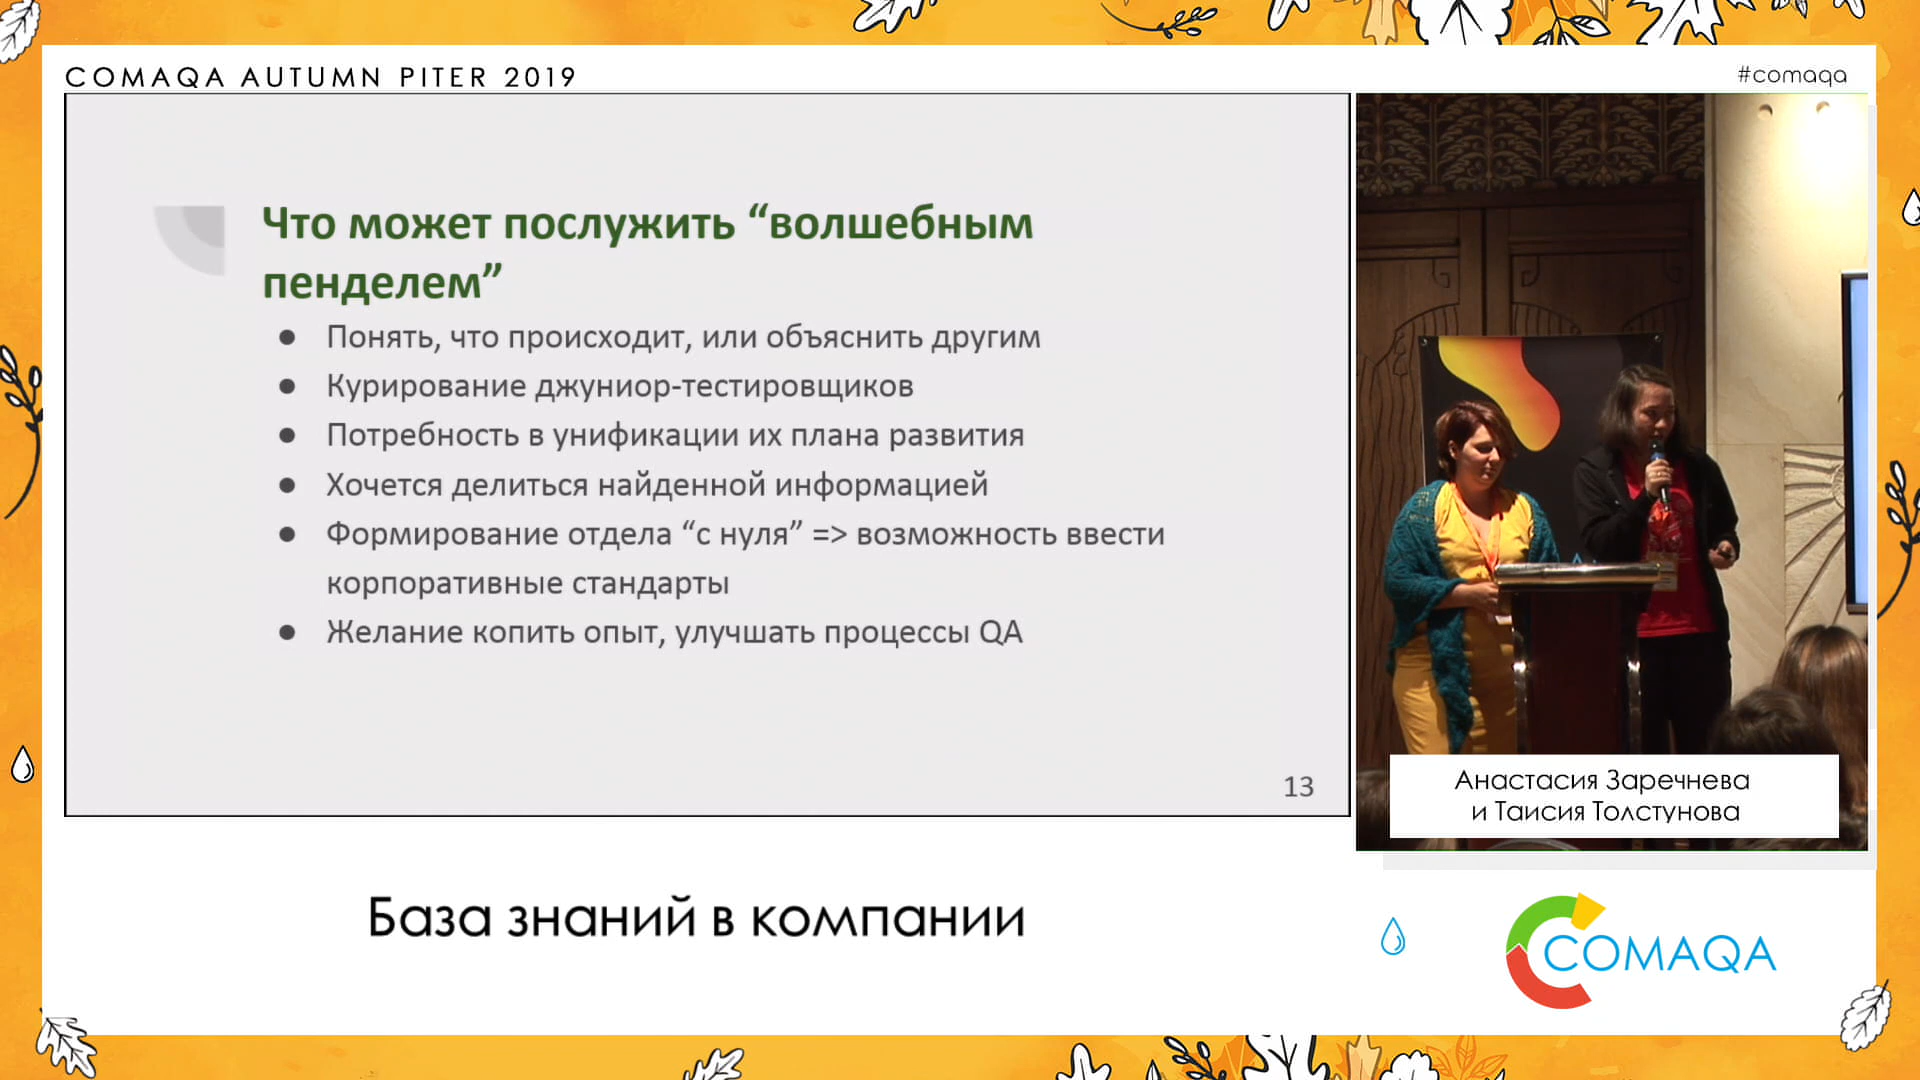 COMAQA AUTUMN PITER 2019
#comaqa
Что может послужить “волшебным
пенделем”
● Понять, что происходит, или объяснить другим
● Курирование джуниор-тестировщиков
● Потребность в унификации их плана развития
● Хочется делиться найденной информацией
● Формирование отдела “с нуля” => возможность ввести
корпоративные стандарты
● Желание копить опыт, улучшать процессы QA
13
Анастасия Заречнева
и Таисия Толстунова
База знаний в компании
COMAQA